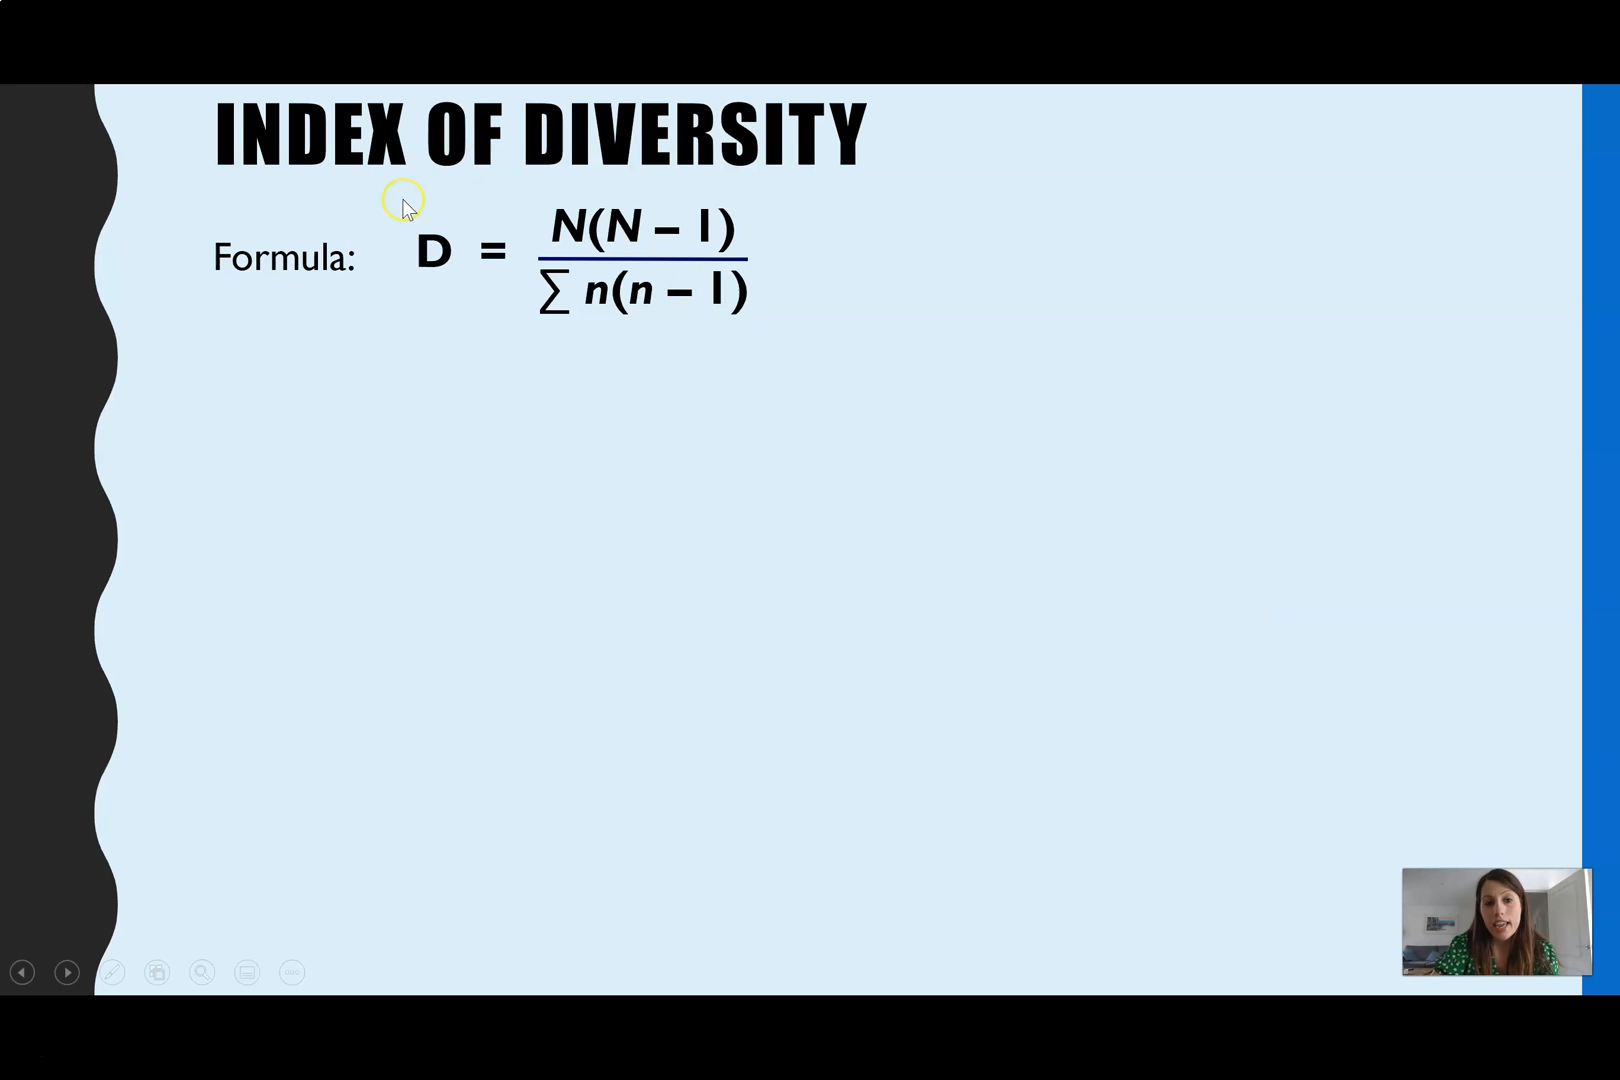 INDEX OF DIVERSITY
Formula: D = N(N – 1)
∑ n(n – 1)